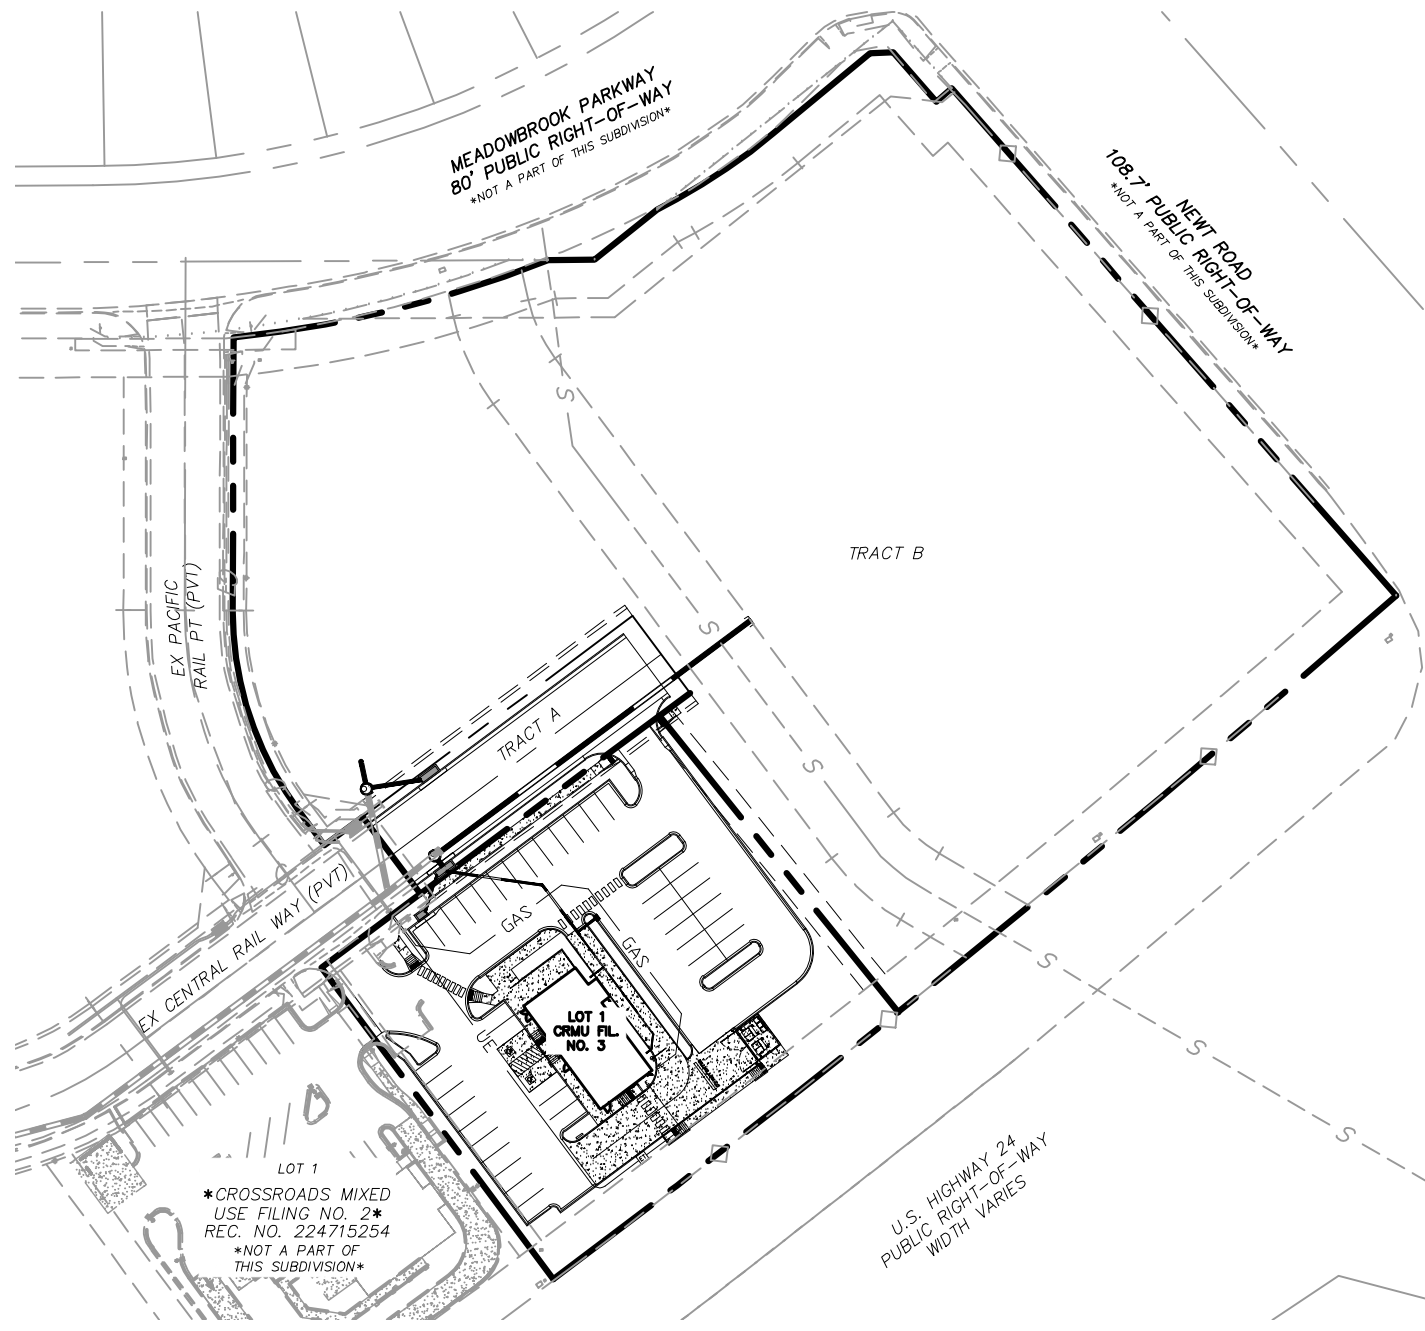 MEADOWBROOK PARKWAY
80' PUBLIC RIGHT-OF-WAY
*NOT A PART OF THIS SUBDIVISION*
NEWT ROAD
108.7' PUBLIC RIGHT-OF-WAY
*NOT A PART OF THIS SUBDIVISION*
S
TRACT B
EX PACIFIC
RAIL PT (PVT)
S
TRACT A
S
EX CENTRAL RAIL WAY (PVT)
GAS
GAS
UE
LOT 1
CRMU FIL.
NO. 3
S
S
S
U.S. HIGHWAY 24
PUBLIC RIGHT-OF-WAY
WIDTH VARIES
LOT 1
*CROSSROADS MIXED
USE FILING NO. 2*
REC. NO. 224715254
*NOT A PART OF
THIS SUBDIVISION*